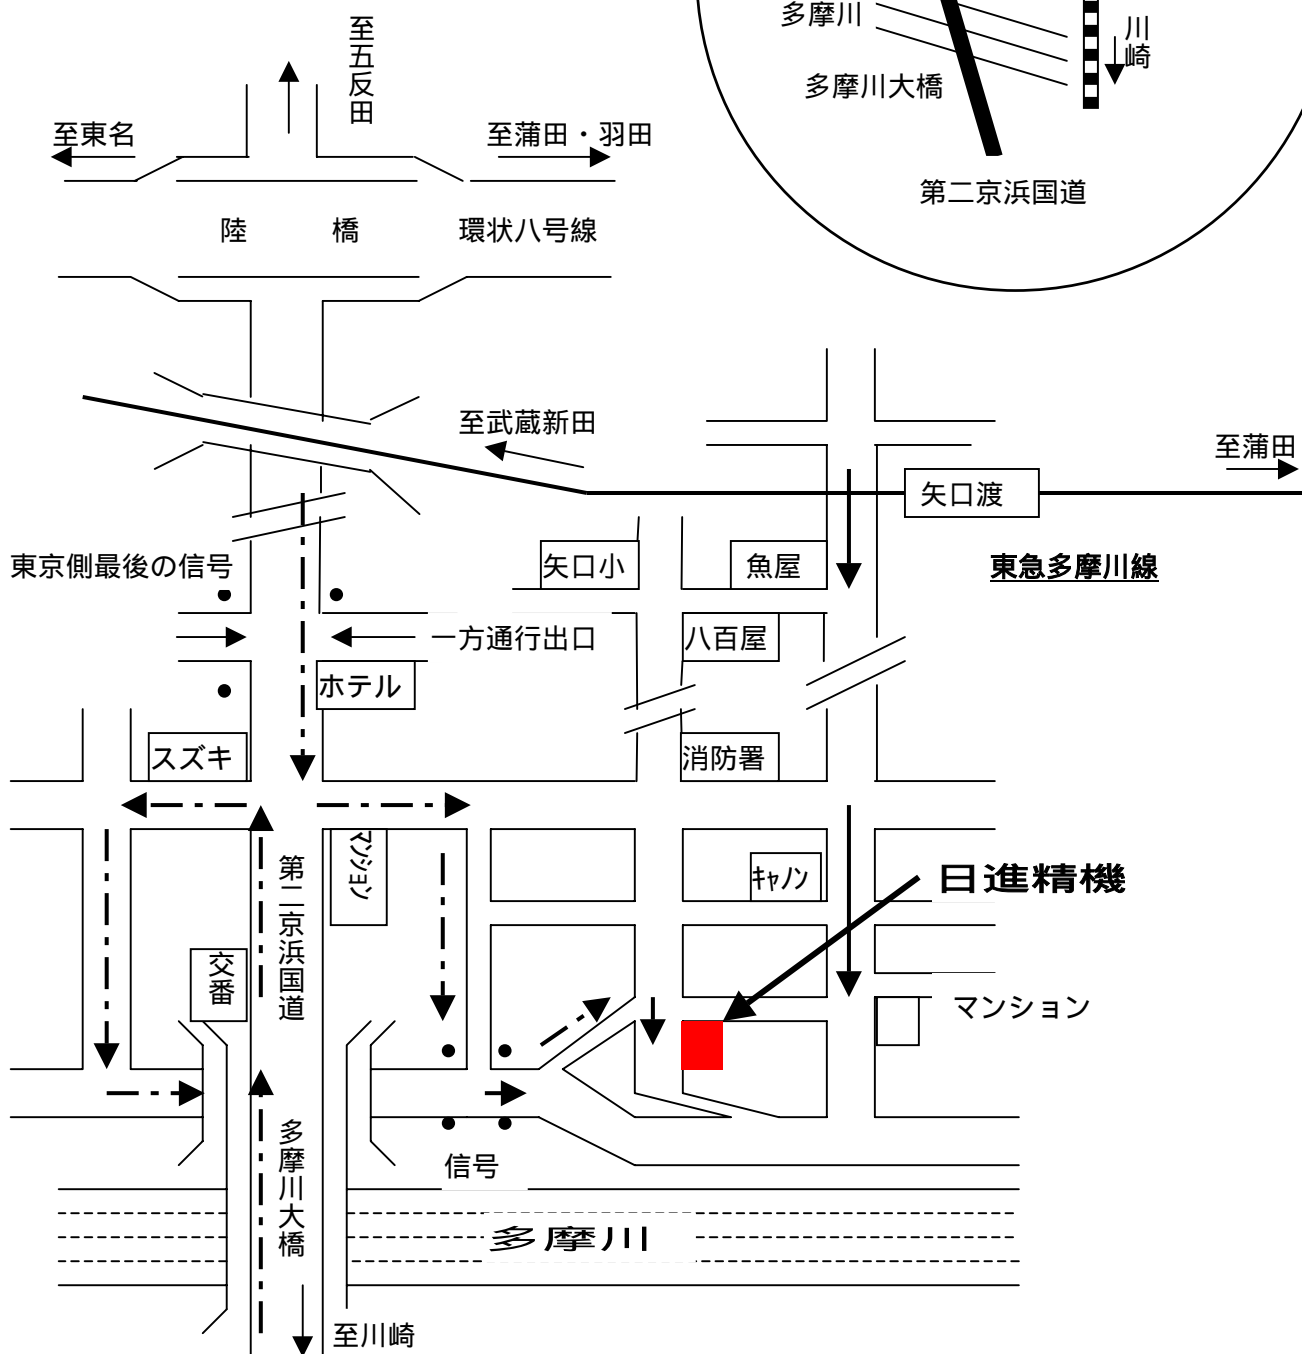 多摩川
川崎
多摩川大橋
第二京浜国道
至五反田
至東名
至蒲田・羽田
陸橋
環状八号線
至武蔵新田
至蒲田
矢口渡
東京側最後の信号
矢口小
魚屋
東急多摩川線
一方通行出口
八百屋
ホテル
スズキ
消防署
マンション
第二京浜国道
キャノン
日進精機
交番
マンション
多摩川大橋
信号
多摩川
至川崎